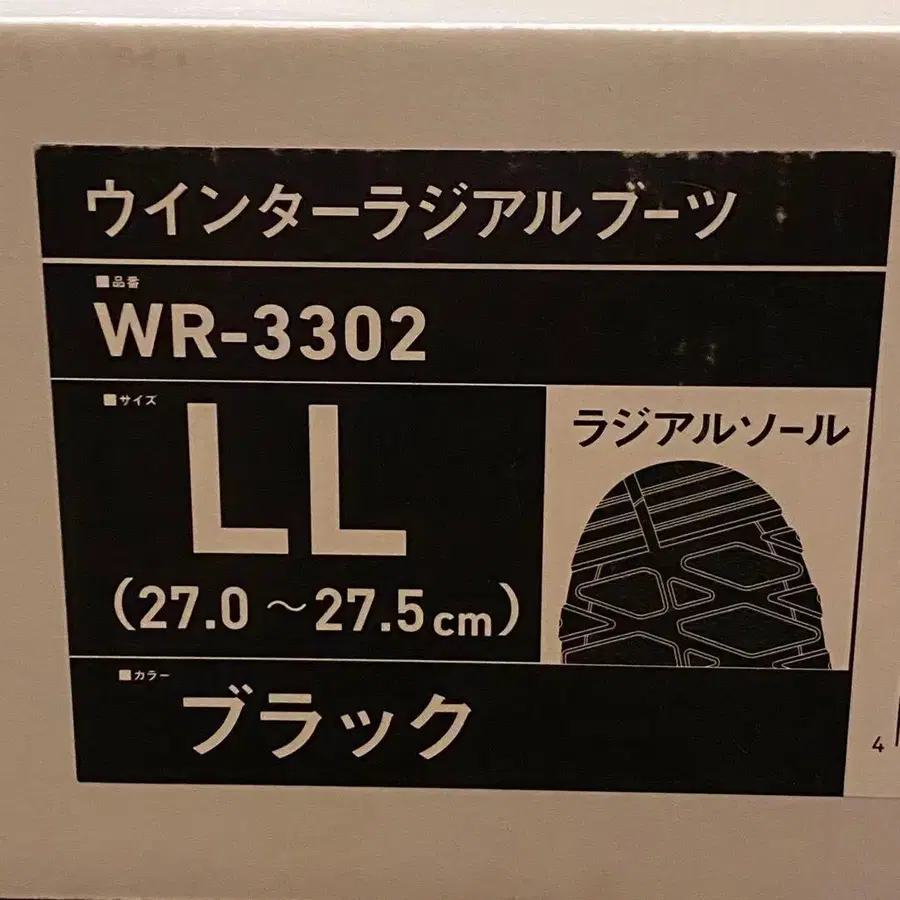 ウインターラジアルブーツ
■品番
WR-3302
■サイズ
LL
(27.0 ～27.5cm)
ラジアルソール
■カラー
ブラック
4